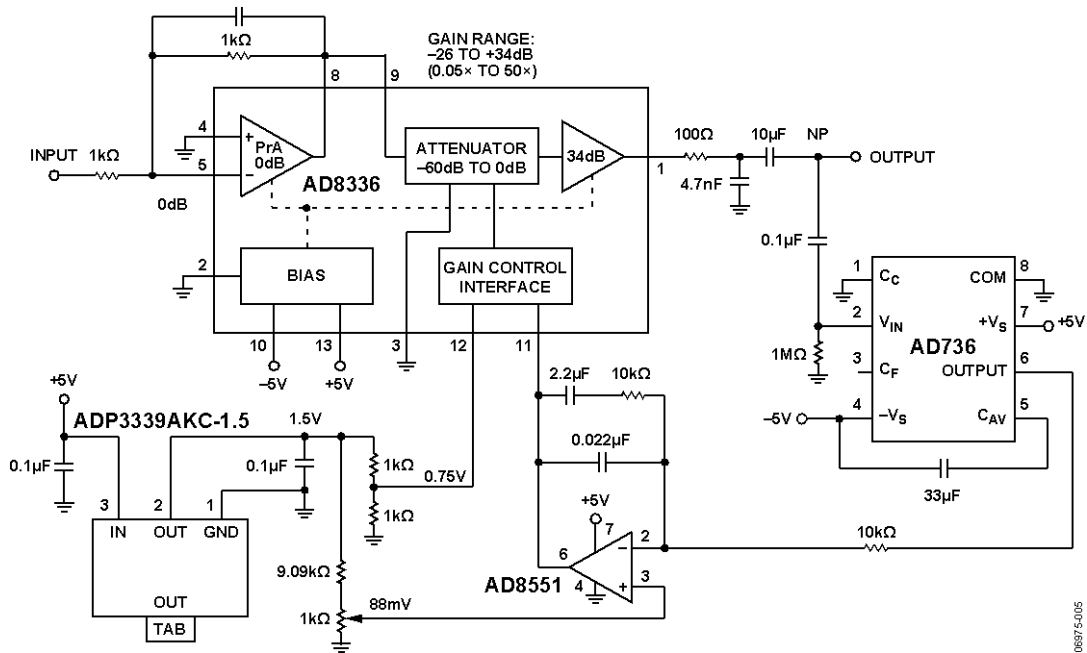 1kΩ
GAIN RANGE:
–26 TO +34dB
(0.05× TO 50×)
8
9
4
+
PrA
0dB
5
–
INPUT
1kΩ
0dB
AD8336
ATTENUATOR
–60dB TO 0dB
34dB
1
100Ω
10µF
NP
OUTPUT
4.7nF
0.1µF
2
BIAS
GAIN CONTROL
INTERFACE
10
13
3
12
11
–5V
+5V
1
CC
COM
8
2
VIN
+VS
7
+5V
1MΩ
AD736
3
CF
OUTPUT
6
–5V
4
–VS
CAV
5
33µF
2.2µF
10kΩ
0.022µF
+5V
7
2
–
6
3
+
4
AD8551
10kΩ
+5V
ADP3339AKC-1.5
1.5V
0.1µF
0.1µF
1kΩ
0.75V
1kΩ
3
2
1
IN
OUT
GND
OUT
TAB
9.09kΩ
1kΩ
88mV
06975-005